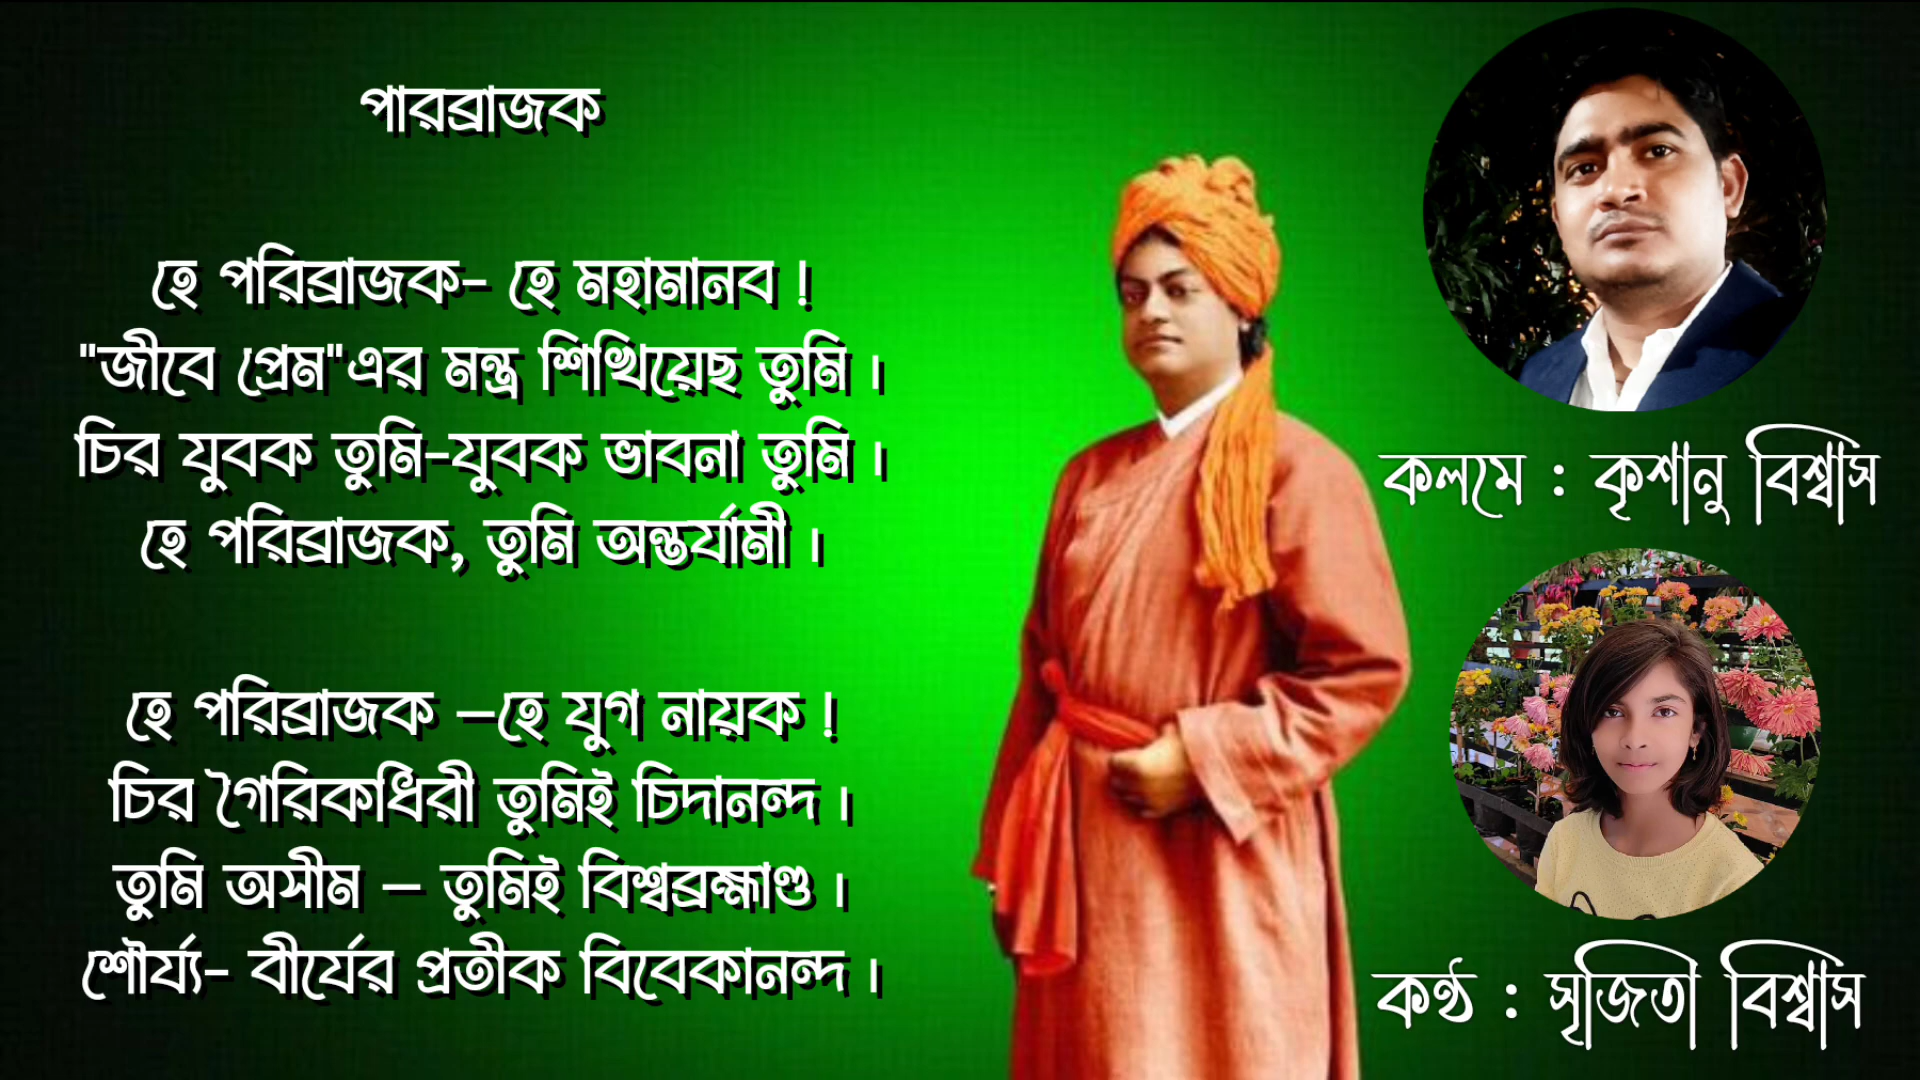 পারব্রাজক
হে পরিব্রাজক- হে মহামানব !
"জীবে প্রেম"এর মন্ত্র শিখিয়েছ তুমি ।
চির যুবক তুমি-যুবক ভাবনা তুমি ।
হে পরিব্রাজক, তুমি অন্তর্যামী ।
হে পরিব্রাজক –হে যুগ নায়ক !
চির গৈরিকধিরী তুমিই চিদানন্দ ।
তুমি অসীম – তুমিই বিশ্বব্রহ্মাণ্ড ।
শৌর্য্য- বীর্যের প্রতীক বিবেকানন্দ ।
কলমে : কৃশানু বিশ্বাস
কন্ঠ : সৃজিতা বিশ্বাস